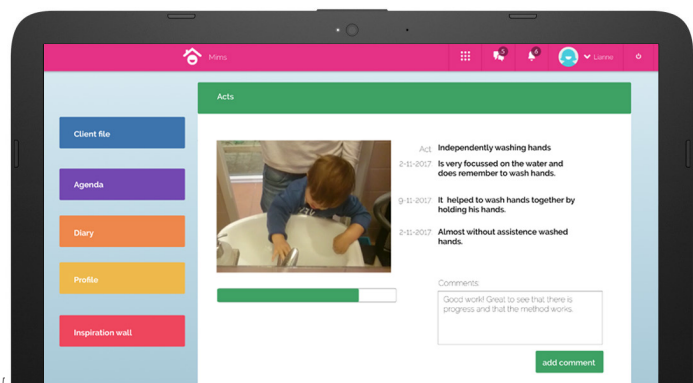 Mims
5
6
Lianne
Acts
Client file
Agenda
Diary
Profile
Inspiration wall
Act: Independently washing hands
2-11-2017: Is very focussed on the water and
does remember to wash hands.
9-11-2017: It helped to wash hands together by
holding his hands.
2-11-2017: Almost without assistence washed
hands.
Comments:
Good work! Great to see that there is
progress and that the method works.
add comment